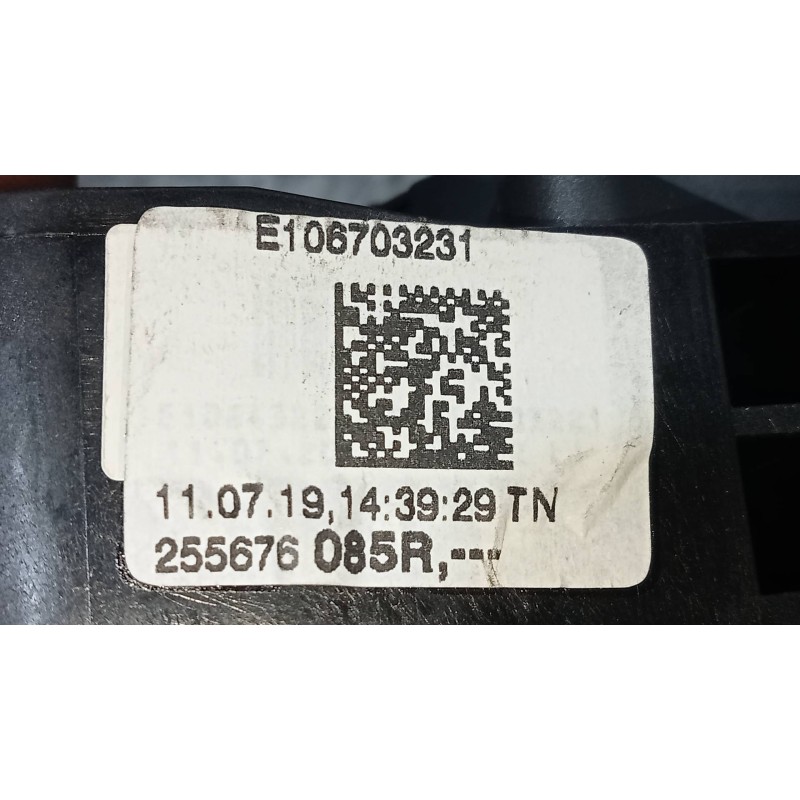 E106703231
11.07.19,14:39:29 TN
255676 085R,---